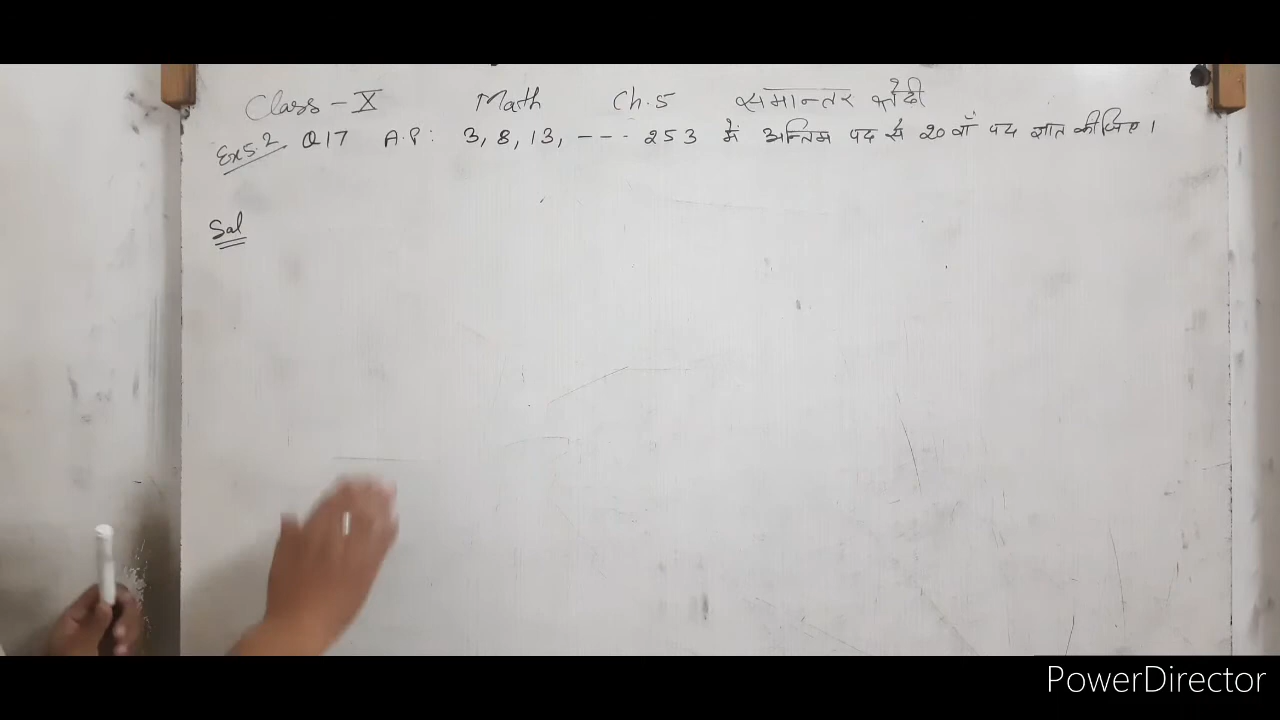 Class - X Math Ch.5 समान्तर श्रेढी
Ex 5.2 Q17 A.P: 3, 8, 13, --- 253 में अन्तिम पद से 20 वाँ पद ज्ञात कीजिए।
Sol
PowerDirector